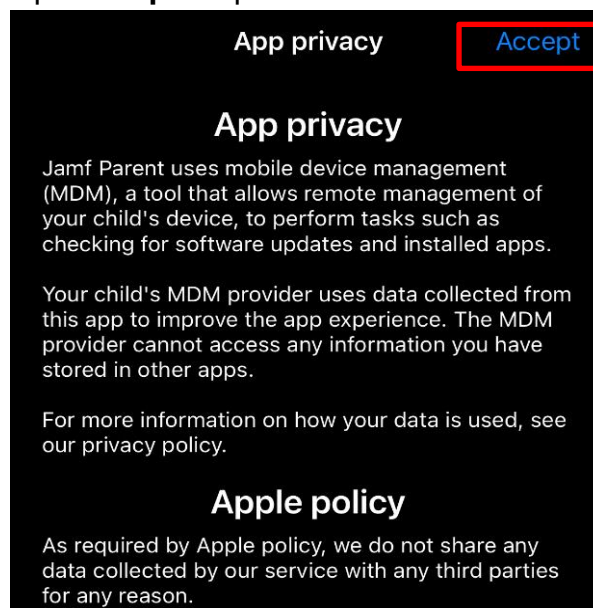 App privacy Accept
App privacy
Jamf Parent uses mobile device management
(MDM), a tool that allows remote management of
your child's device, to perform tasks such as
checking for software updates and installed apps.
Your child's MDM provider uses data collected from
this app to improve the app experience. The MDM
provider cannot access any information you have
stored in other apps.
For more information on how your data is used, see
our privacy policy.
Apple policy
As required by Apple policy, we do not share any
data collected by our service with any third parties
for any reason.